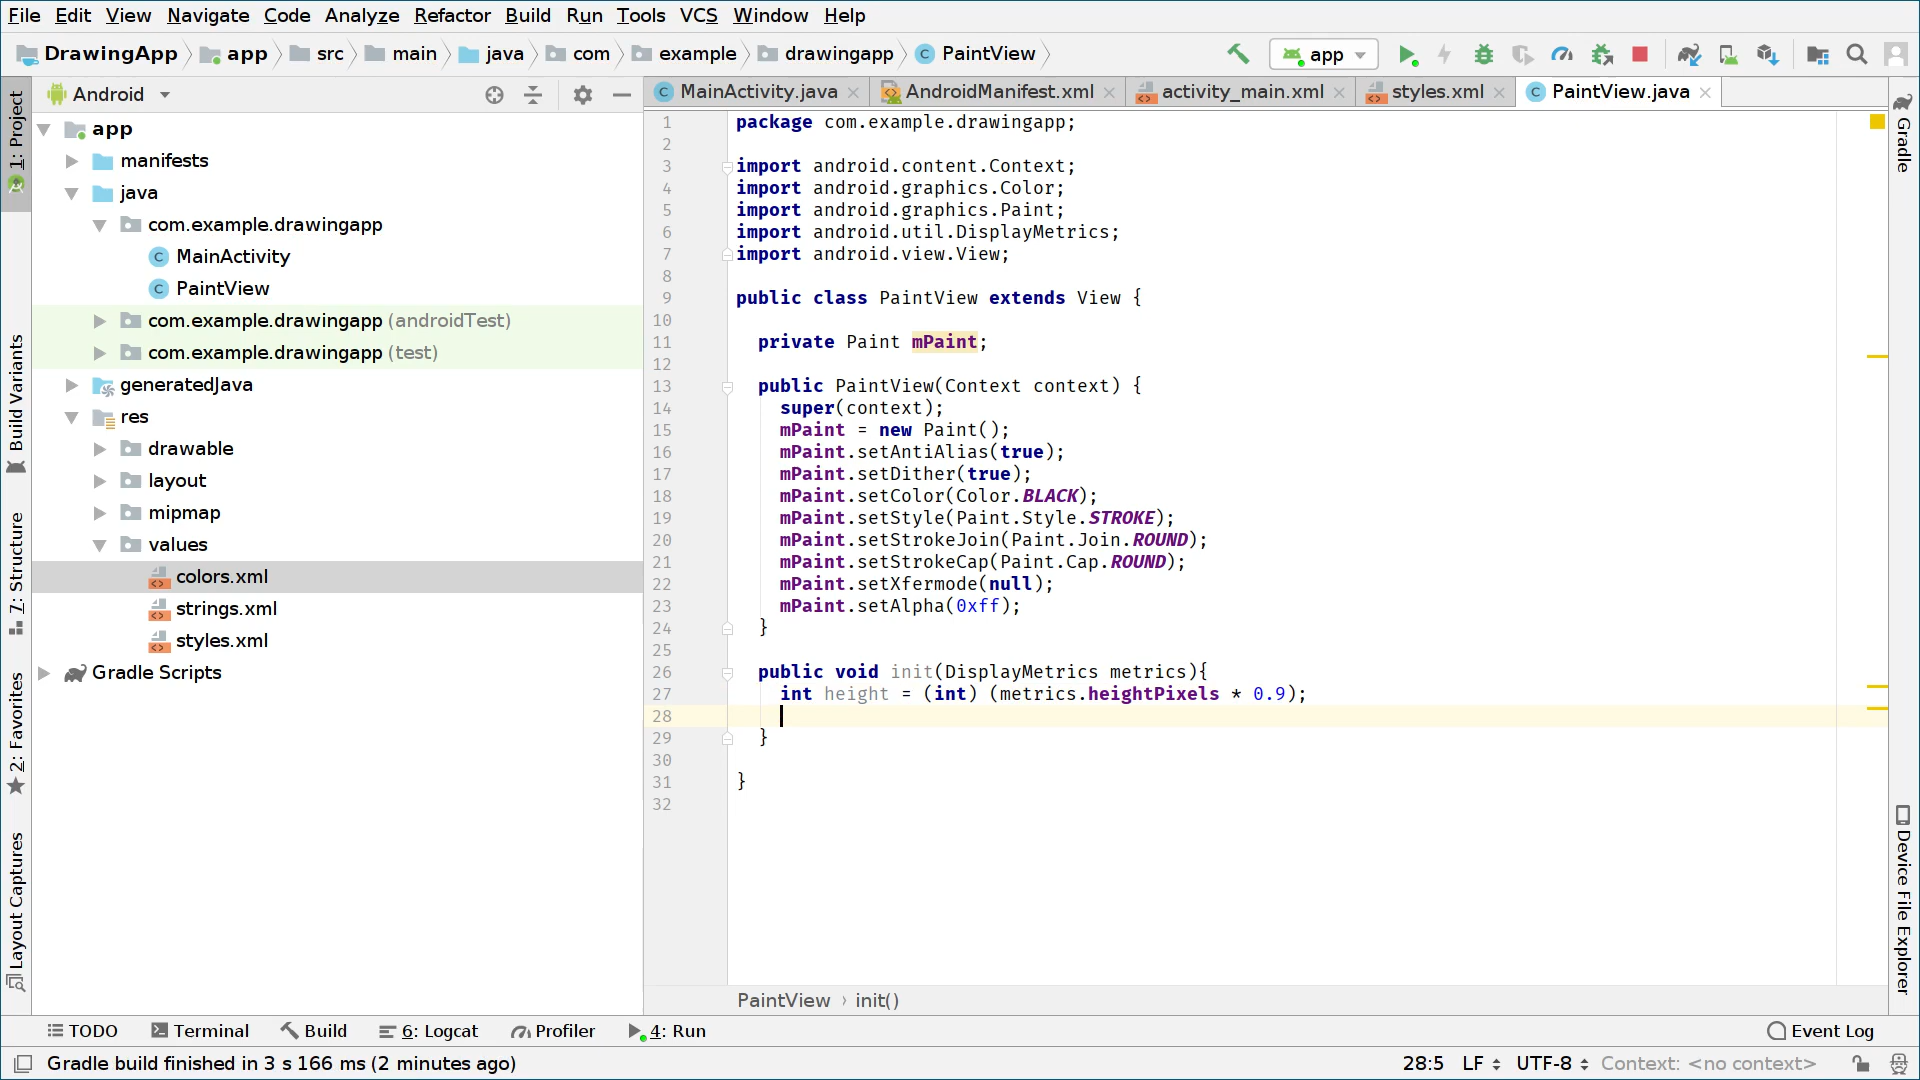 File Edit View Navigate Code Analyze Refactor Build Run Tools VCS Window Help
DrawingApp app src main java com example drawingapp PaintView app
1: Project
Build Variants
7: Structure
2: Favorites
Layout Captures
Android
app
manifests
java
com.example.drawingapp
MainActivity
PaintView
com.example.drawingapp (androidTest)
com.example.drawingapp (test)
generatedJava
res
drawable
layout
mipmap
values
colors.xml
strings.xml
styles.xml
Gradle Scripts
MainActivity.java AndroidManifest.xml activity_main.xml styles.xml PaintView.java
1 package com.example.drawingapp;
2
3 import android.content.Context;
4 import android.graphics.Color;
5 import android.graphics.Paint;
6 import android.util.DisplayMetrics;
7 import android.view.View;
8
9 public class PaintView extends View {
10
11 private Paint mPaint;
12
13 public PaintView(Context context) {
14 super(context);
15 mPaint = new Paint();
16 mPaint.setAntiAlias(true);
17 mPaint.setDither(true);
18 mPaint.setColor(Color.BLACK);
19 mPaint.setStyle(Paint.Style.STROKE);
20 mPaint.setStrokeJoin(Paint.Join.ROUND);
21 mPaint.setStrokeCap(Paint.Cap.ROUND);
22 mPaint.setXfermode(null);
23 mPaint.setAlpha(0xff);
24 }
25
26 public void init(DisplayMetrics metrics){
27 int height = (int) (metrics.heightPixels * 0.9);
28
29 }
30
31 }
32
PaintView › init()
Gradle
Device File Explorer
TODO Terminal Build 6: Logcat Profiler 4: Run Event Log
Gradle build finished in 3 s 166 ms (2 minutes ago) 28:5 LF UTF-8 Context: <no context>